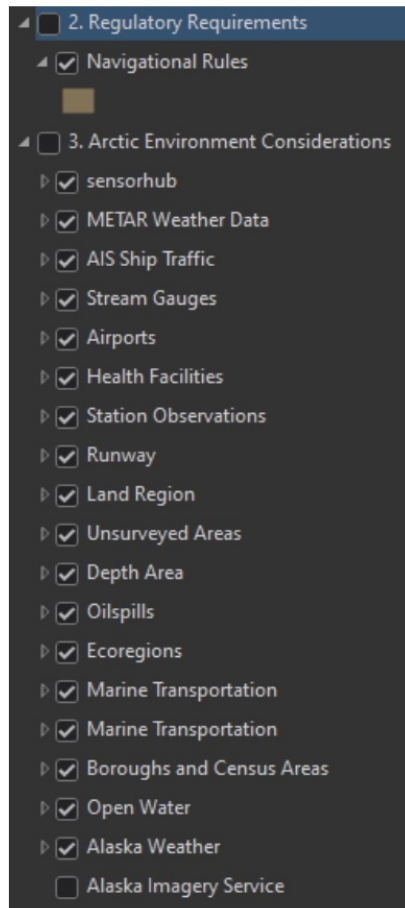 2. Regulatory Requirements
Navigational Rules
3. Arctic Environment Considerations
sensorhub
METAR Weather Data
AIS Ship Traffic
Stream Gauges
Airports
Health Facilities
Station Observations
Runway
Land Region
Unsurveyed Areas
Depth Area
Oilspills
Ecoregions
Marine Transportation
Marine Transportation
Boroughs and Census Areas
Open Water
Alaska Weather
Alaska Imagery Service